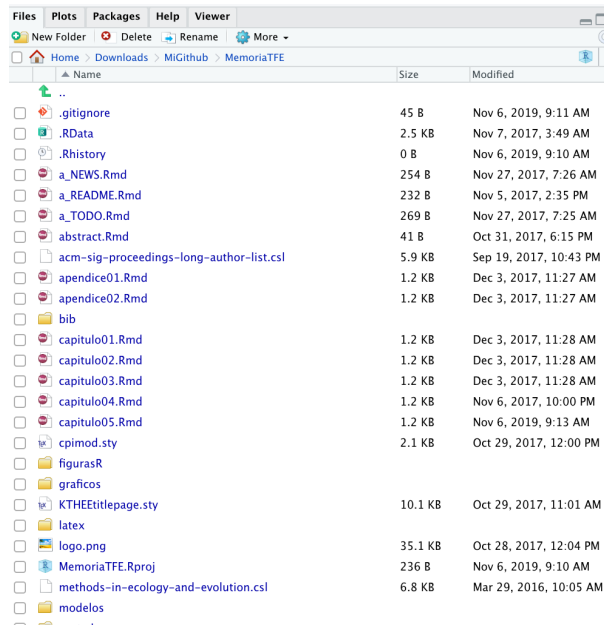 Files Plots Packages Help Viewer
New Folder Delete Rename More
Home Downloads MiGithub MemoriaTFE
Name Size Modified
..
.gitignore 45 B Nov 6, 2019, 9:11 AM
.RData 2.5 KB Nov 7, 2017, 3:49 AM
.Rhistory 0 B Nov 6, 2019, 9:10 AM
a_NEWS.Rmd 254 B Nov 27, 2017, 7:26 AM
a_README.Rmd 232 B Nov 5, 2017, 2:35 PM
a_TODO.Rmd 269 B Nov 27, 2017, 7:25 AM
abstract.Rmd 41 B Oct 31, 2017, 6:15 PM
acm-sig-proceedings-long-author-list.csl 5.9 KB Sep 19, 2017, 10:43 PM
apendice01.Rmd 1.2 KB Dec 3, 2017, 11:27 AM
apendice02.Rmd 1.2 KB Dec 3, 2017, 11:27 AM
bib
capitulo01.Rmd 1.2 KB Dec 3, 2017, 11:28 AM
capitulo02.Rmd 1.2 KB Dec 3, 2017, 11:28 AM
capitulo03.Rmd 1.2 KB Dec 3, 2017, 11:28 AM
capitulo04.Rmd 1.2 KB Nov 6, 2017, 10:00 PM
capitulo05.Rmd 1.2 KB Nov 6, 2019, 9:13 AM
cpimod.sty 2.1 KB Oct 29, 2017, 12:00 PM
figurasR
graficos
KTHEEtitlepage.sty 10.1 KB Oct 29, 2017, 11:01 AM
latex
logo.png 35.1 KB Oct 28, 2017, 12:04 PM
MemoriaTFE.Rproj 236 B Nov 6, 2019, 9:10 AM
methods-in-ecology-and-evolution.csl 6.8 KB Mar 29, 2016, 10:05 AM
modelos